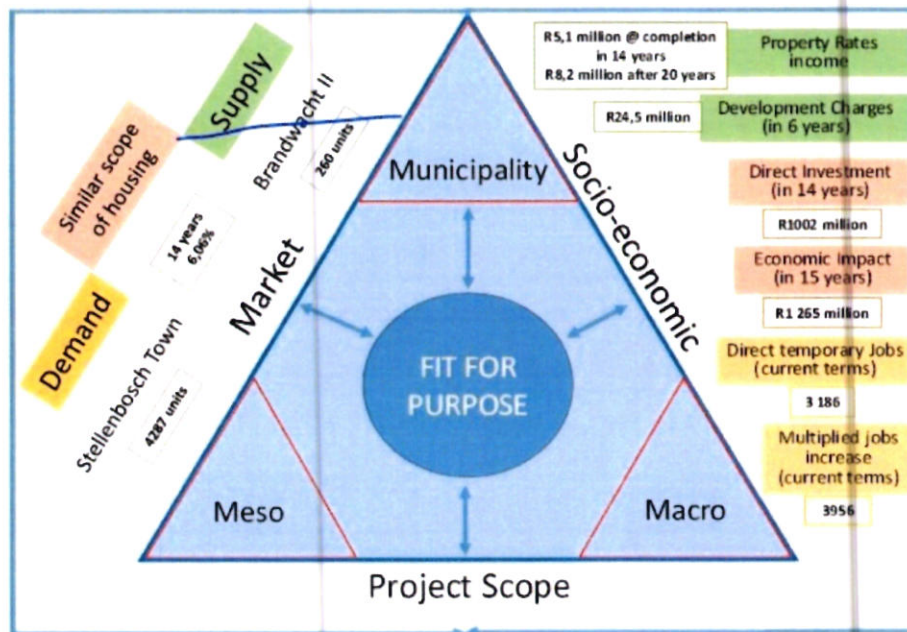 R5,1 million @ completion
in 14 years
R8,2 million after 20 years
Property Rates
income
R24,5 million
Development Charges
(in 6 years)
Direct Investment
(in 14 years)
R1002 million
Economic Impact
(in 15 years)
R1 265 million
Direct temporary Jobs
(current terms)
3 186
Multiplied jobs
increase
(current terms)
3956
Supply
Brandwacht II
260 units
Similar scope
of housing
14 years
6,06%
Demand
Stellenbosch Town
4287 units
Market
Socio-economic
Municipality
FIT FOR
PURPOSE
Meso
Macro
Project Scope